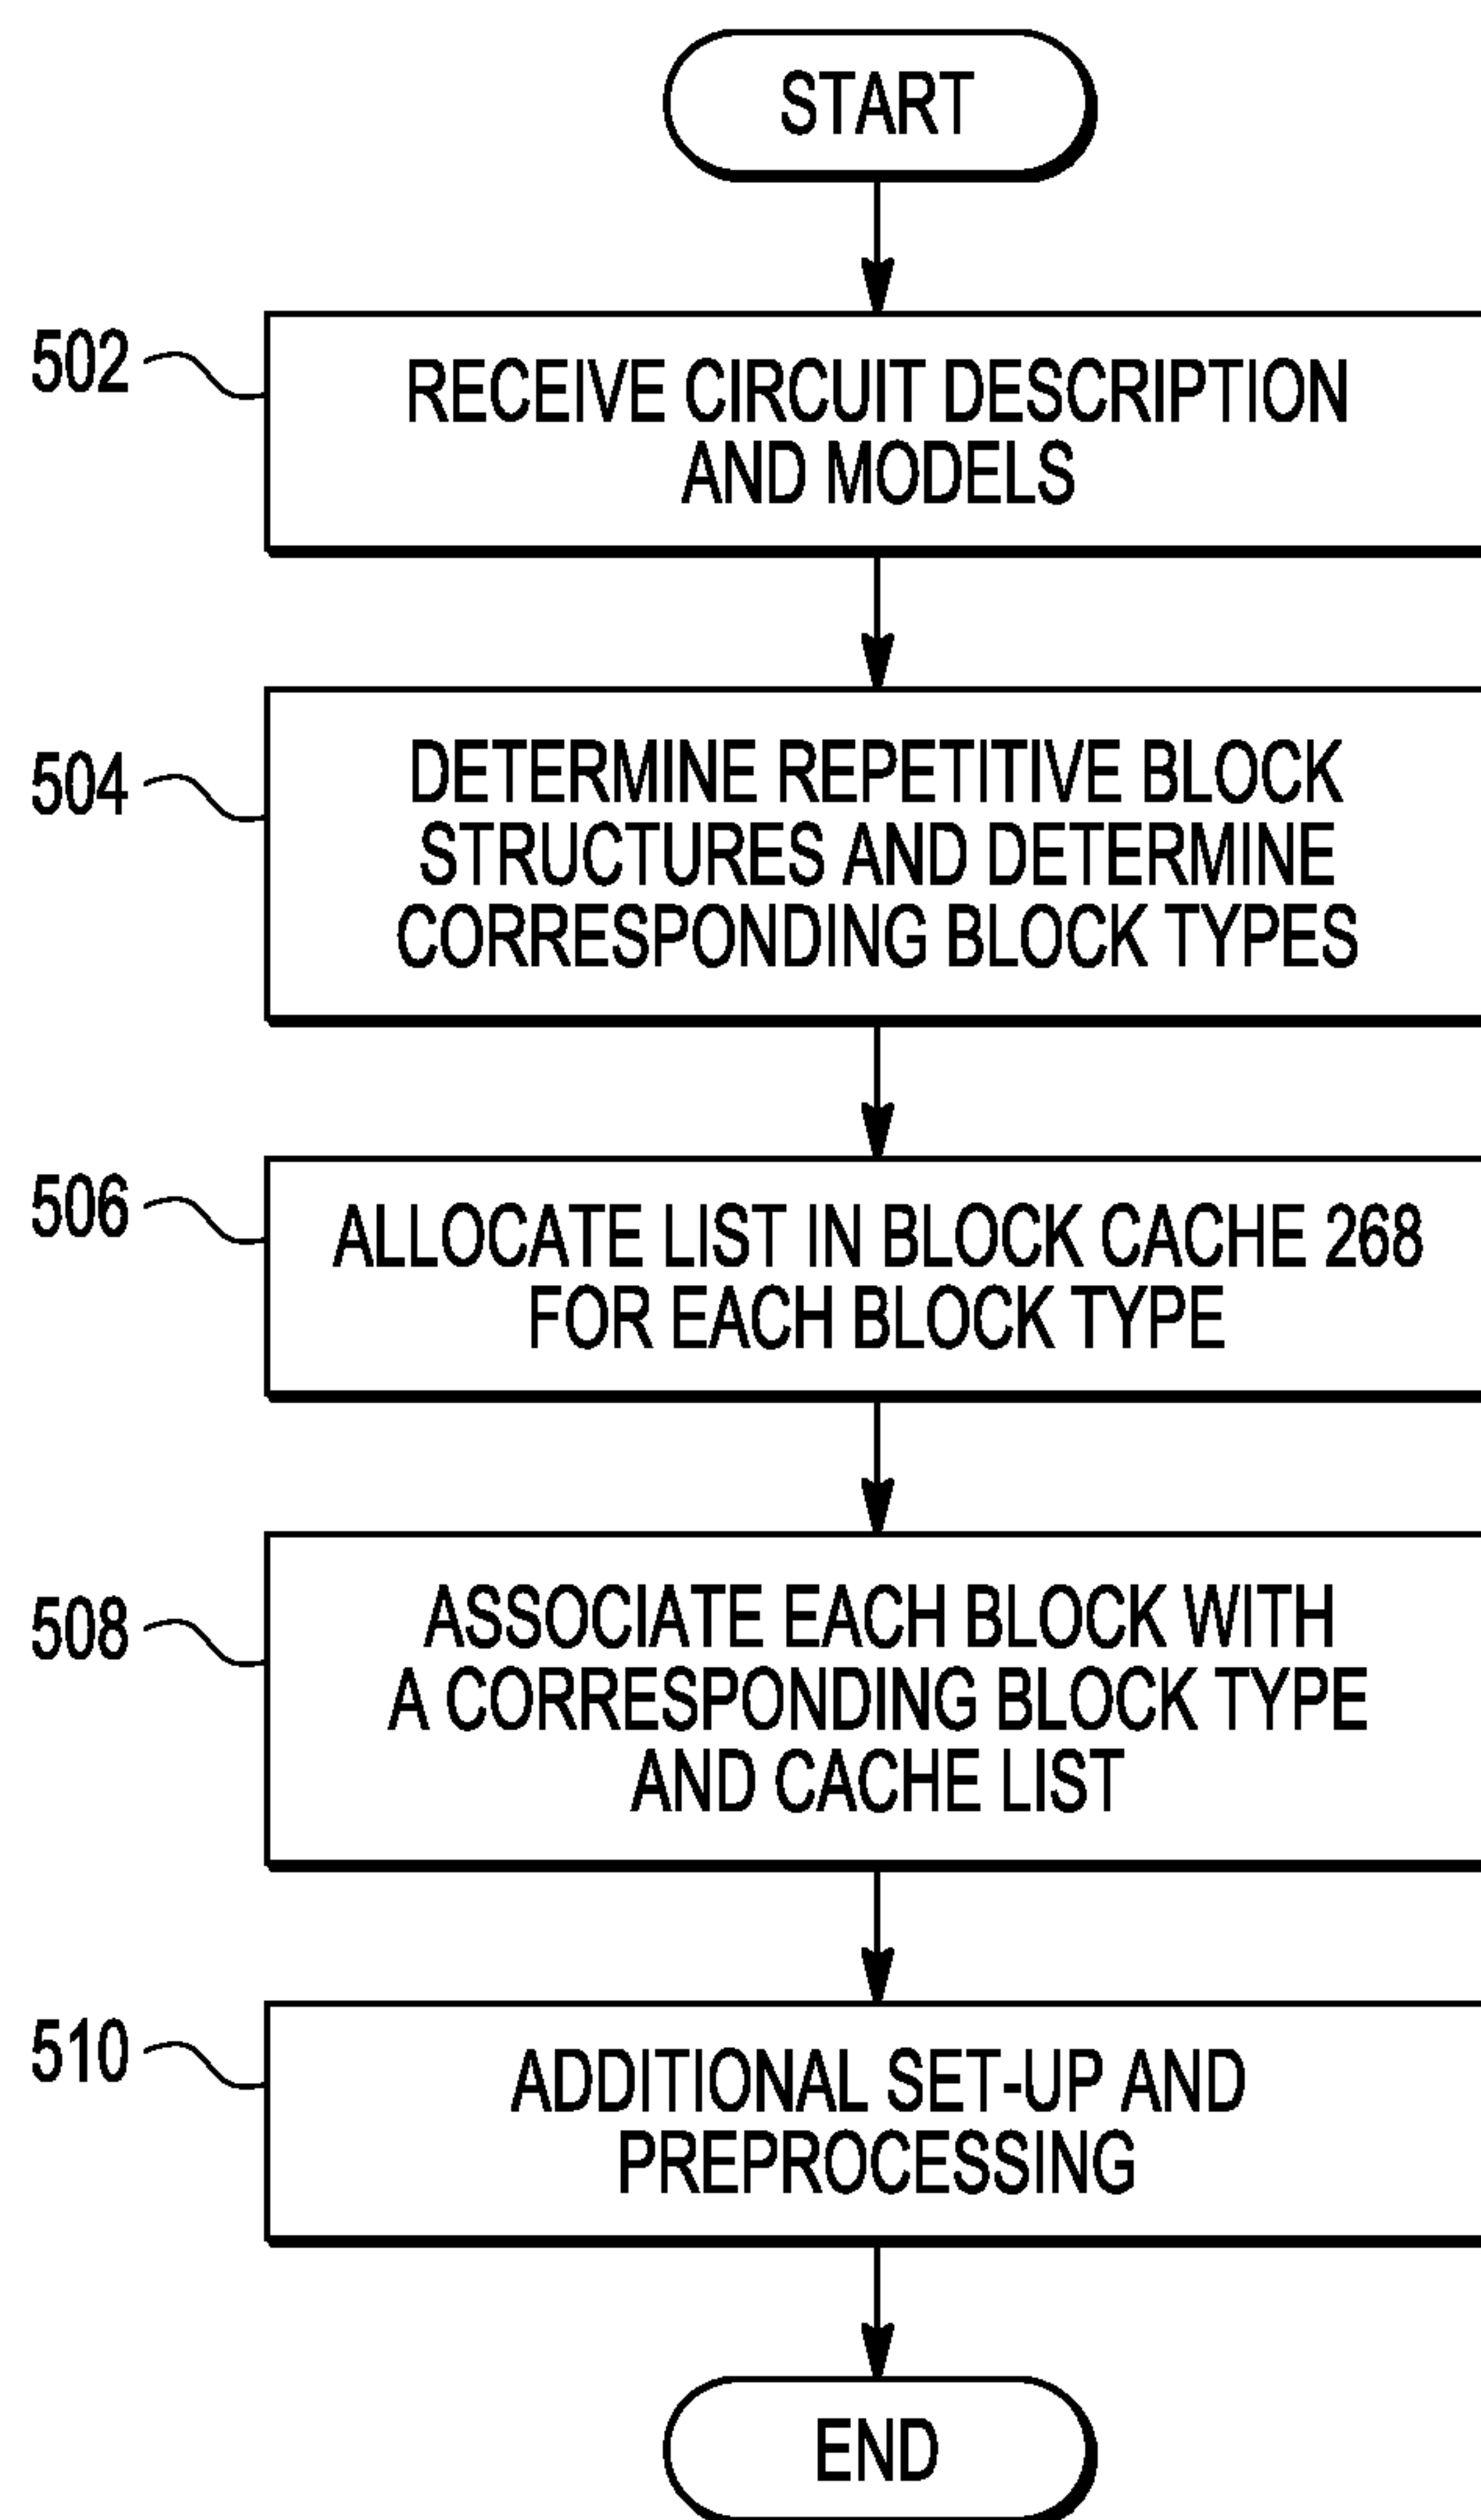 START
502
RECEIVE CIRCUIT DESCRIPTION
AND MODELS
504
DETERMINE REPETITIVE BLOCK
STRUCTURES AND DETERMINE
CORRESPONDING BLOCK TYPES
506
ALLOCATE LIST IN BLOCK CACHE 268
FOR EACH BLOCK TYPE
508
ASSOCIATE EACH BLOCK WITH
A CORRESPONDING BLOCK TYPE
AND CACHE LIST
510
ADDITIONAL SET-UP AND
PREPROCESSING
END